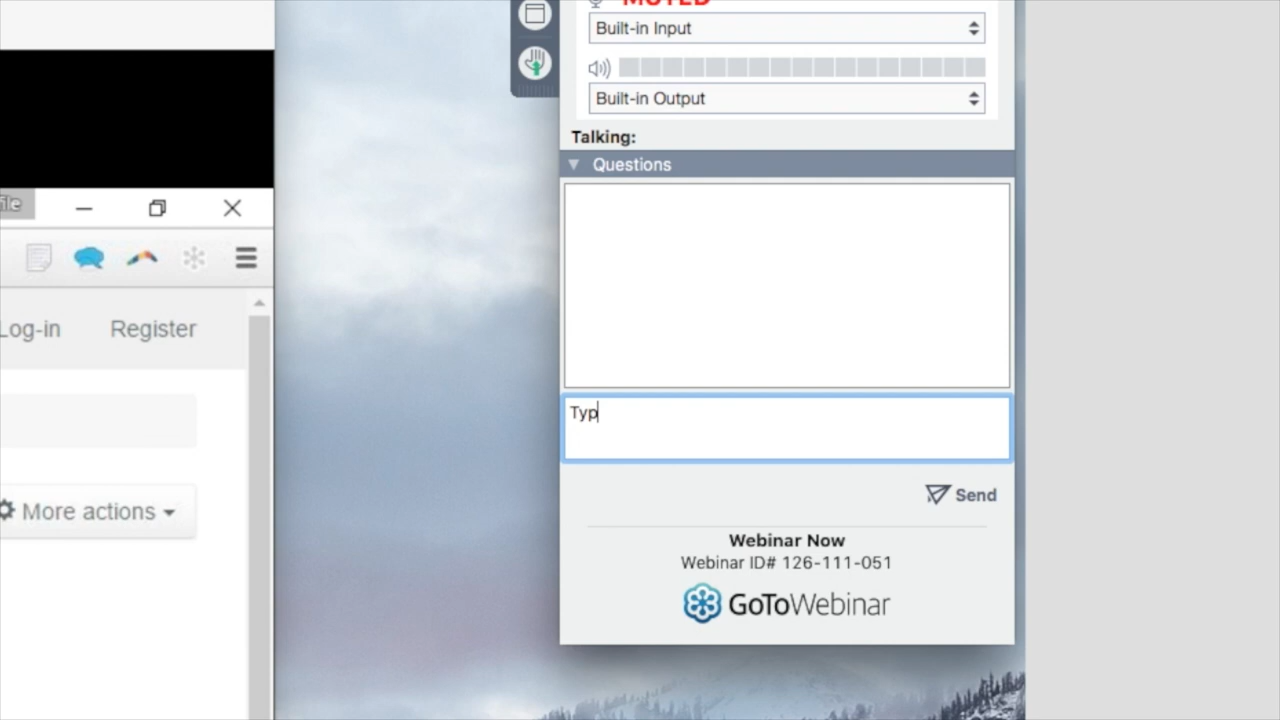 MUTED
Built-in Input
Built-in Output
Talking:
Questions
Typ
Send
Webinar Now
Webinar ID# 126-111-051
GoToWebinar
Log-in
Register
More actions